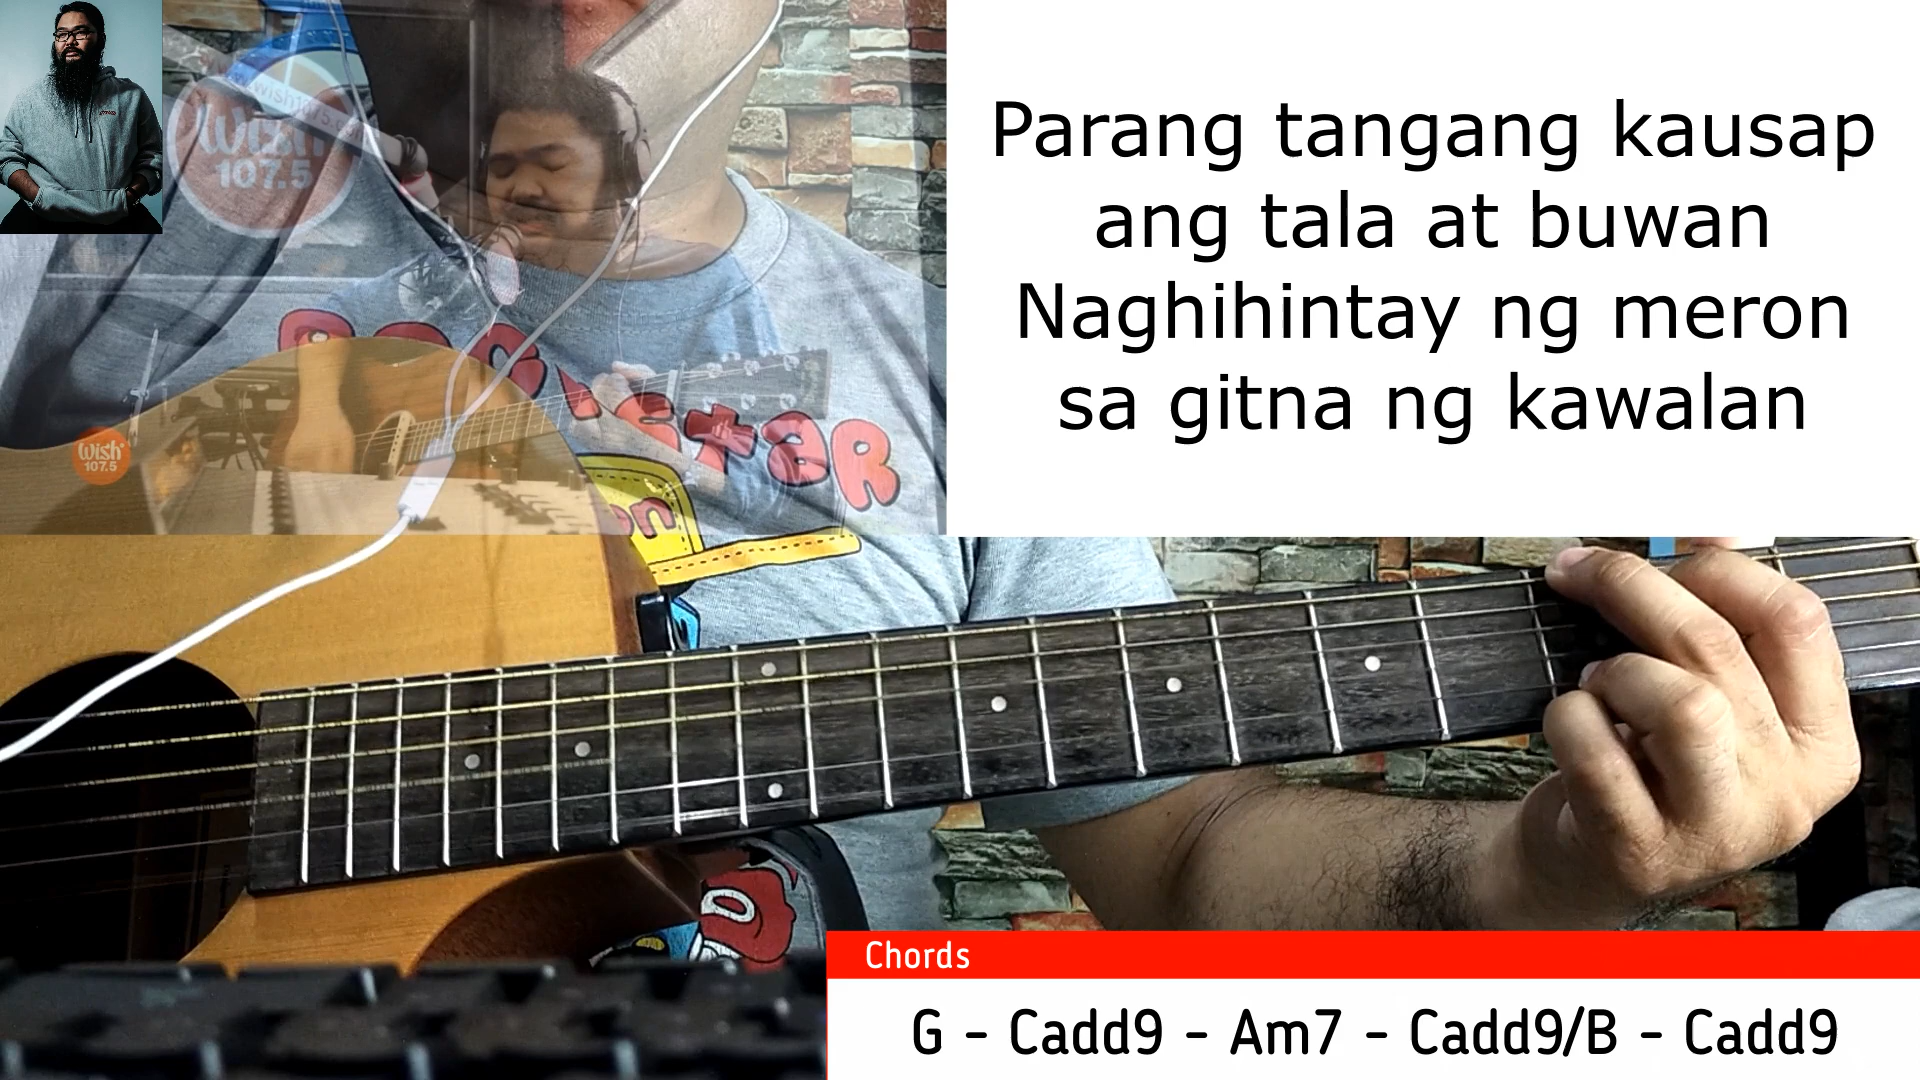 Parang tangang kausap
ang tala at buwan
Naghihintay ng meron
sa gitna ng kawalan
wish
107.5
wish
107.5
Chords
G - Cadd9 - Am7 - Cadd9/B - Cadd9